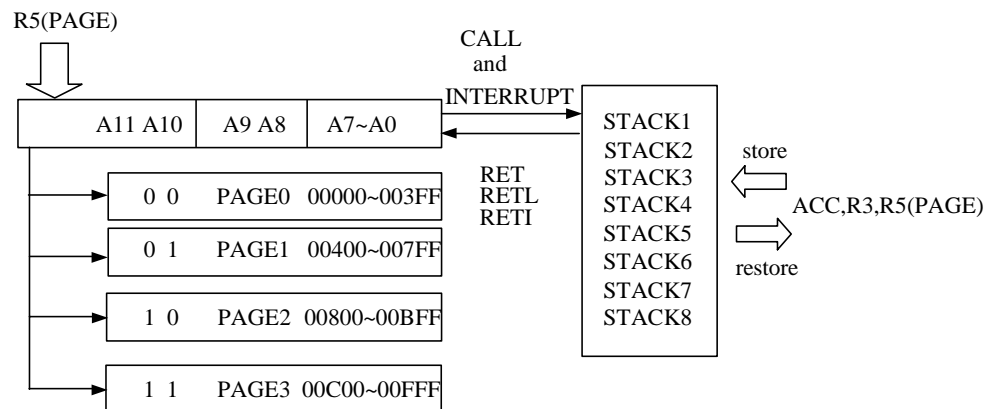 R5(PAGE)
CALL
and
INTERRUPT
A11 A10 A9 A8 A7~A0
RET
RETL
RETI
0 0 PAGE0 00000~003FF
0 1 PAGE1 00400~007FF
1 0 PAGE2 00800~00BFF
1 1 PAGE3 00C00~00FFF
STACK1
STACK2
STACK3
STACK4
STACK5
STACK6
STACK7
STACK8
store
ACC,R3,R5(PAGE)
restore